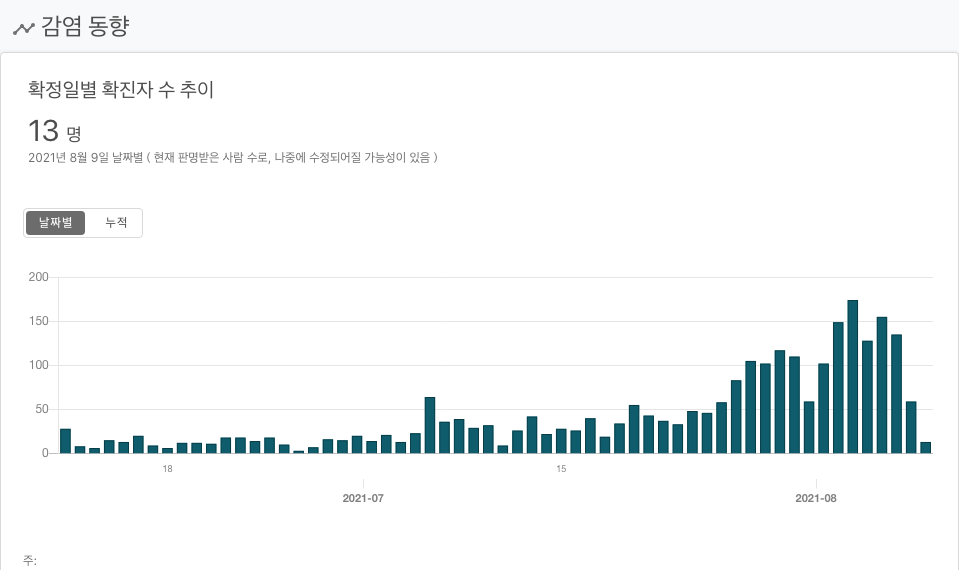 감염 동향
확정일별 확진자 수 추이
13 명
2021년 8월 9일 날짜별 ( 현재 판명받은 사람 수로, 나중에 수정되어질 가능성이 있음 )
날짜별 누적
200
150
100
50
0
18 15
2021-07 2021-08
주: